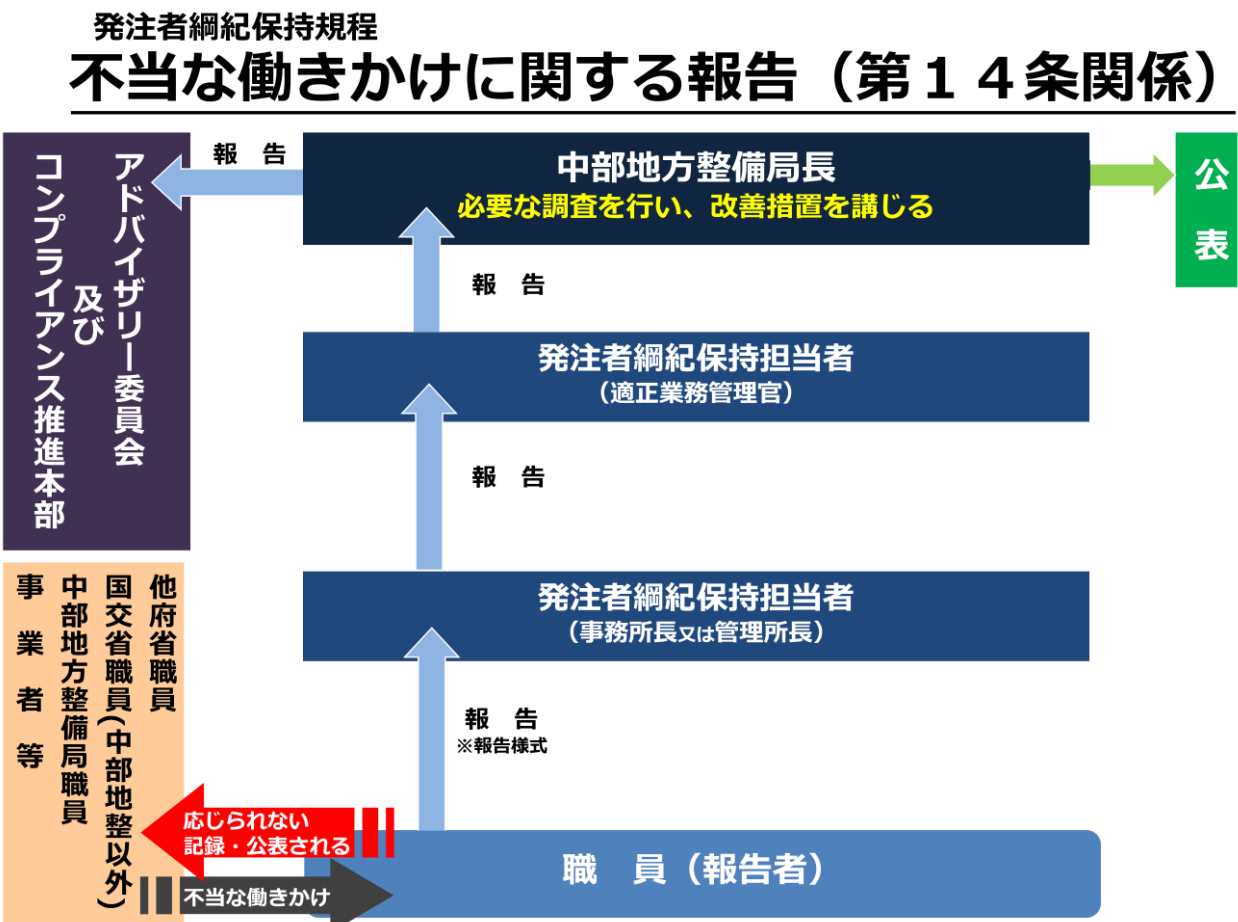 発注者綱紀保持規程
不当な働きかけに関する報告（第１４条関係）
アドバイザリー委員会
及び
コンプライアンス推進本部
報　告
中部地方整備局長
必要な調査を行い、改善措置を講じる
公表
報　告
発注者綱紀保持担当者
（適正業務管理官）
報　告
発注者綱紀保持担当者
（事務所長又は管理所長）
報　告
※報告様式
他府省職員
国交省職員(中部地整以外)
中部地方整備局職員
事業者等
応じられない
記録・公表される
不当な働きかけ
職　員（報告者）